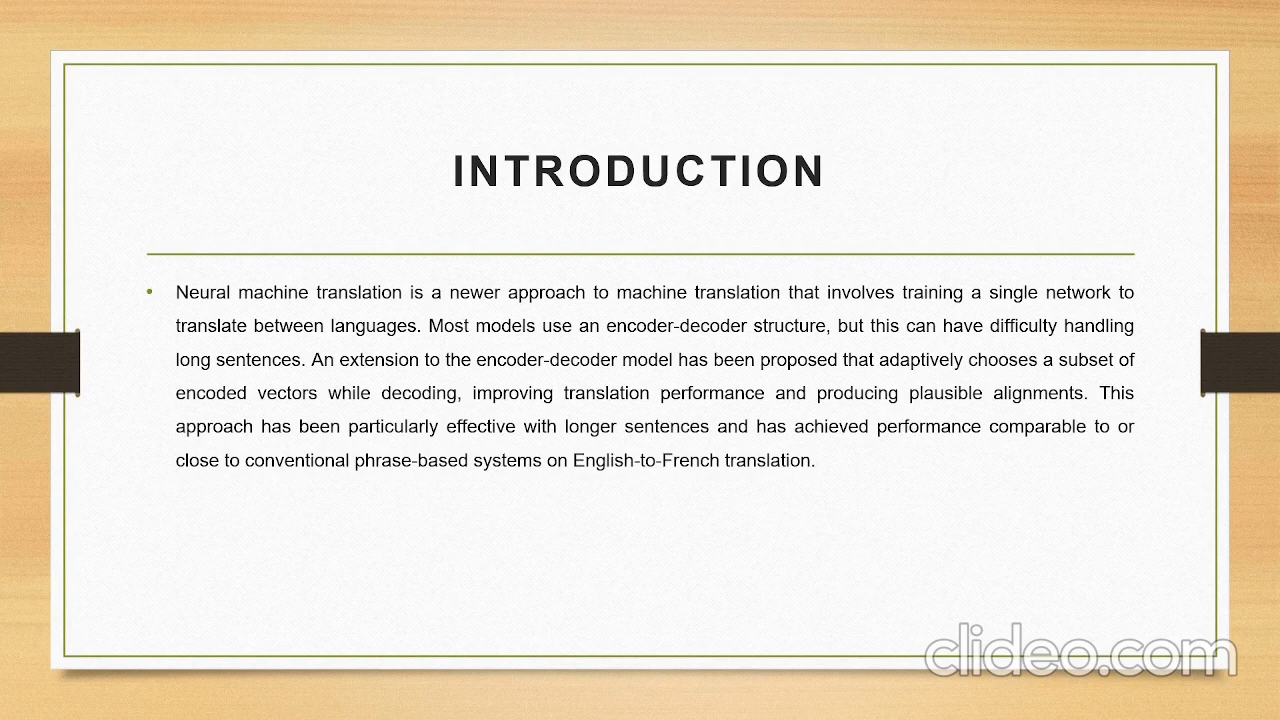 INTRODUCTION
• Neural machine translation is a newer approach to machine translation that involves training a single network to
translate between languages. Most models use an encoder-decoder structure, but this can have difficulty handling
long sentences. An extension to the encoder-decoder model has been proposed that adaptively chooses a subset of
encoded vectors while decoding, improving translation performance and producing plausible alignments. This
approach has been particularly effective with longer sentences and has achieved performance comparable to or
close to conventional phrase-based systems on English-to-French translation.
clideo.com